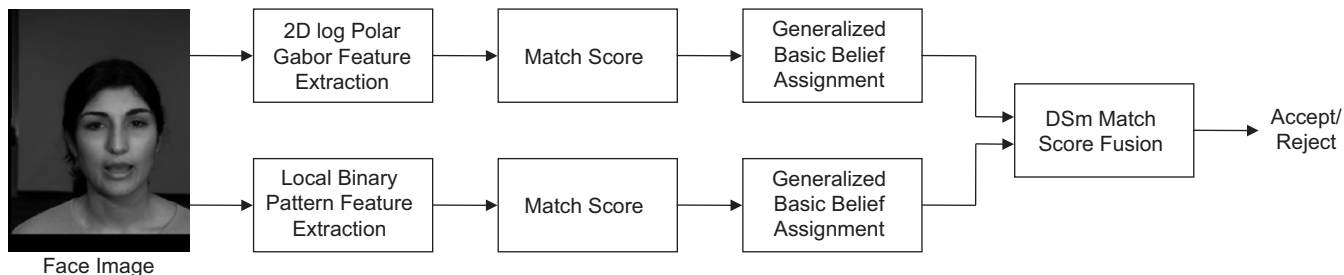 2D log Polar
Gabor Feature
Extraction
Match Score
Generalized
Basic Belief
Assignment
DSm Match
Score Fusion
Accept/
Reject
Local Binary
Pattern Feature
Extraction
Match Score
Generalized
Basic Belief
Assignment
Face Image